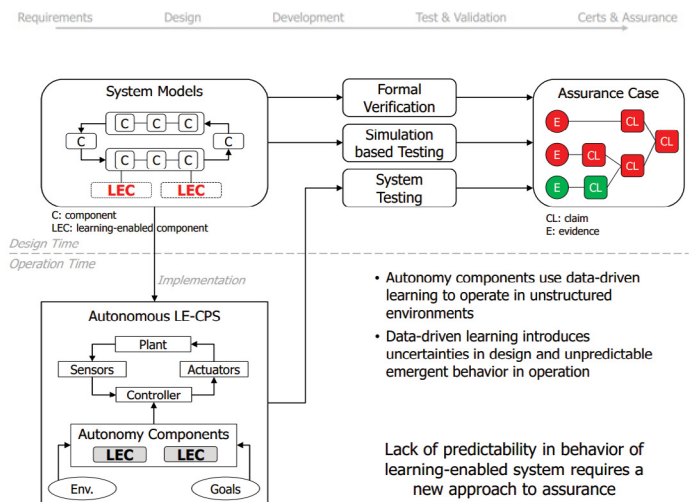 Requirements Design Development Test & Validation Certs & Assurance
System Models
C C C
C C
C C C
LEC LEC
C: component
LEC: learning-enabled component
Formal
Verification
Simulation
based Testing
System
Testing
Assurance Case
E CL
CL
E CL
CL
E CL
CL: claim
E: evidence
Design Time
Operation Time
Implementation
Autonomous LE-CPS
Plant
Sensors Actuators
Controller
Autonomy Components
LEC LEC
Env. Goals
• Autonomy components use data-driven
learning to operate in unstructured
environments
• Data-driven learning introduces
uncertainties in design and unpredictable
emergent behavior in operation
Lack of predictability in behavior of
learning-enabled system requires a
new approach to assurance